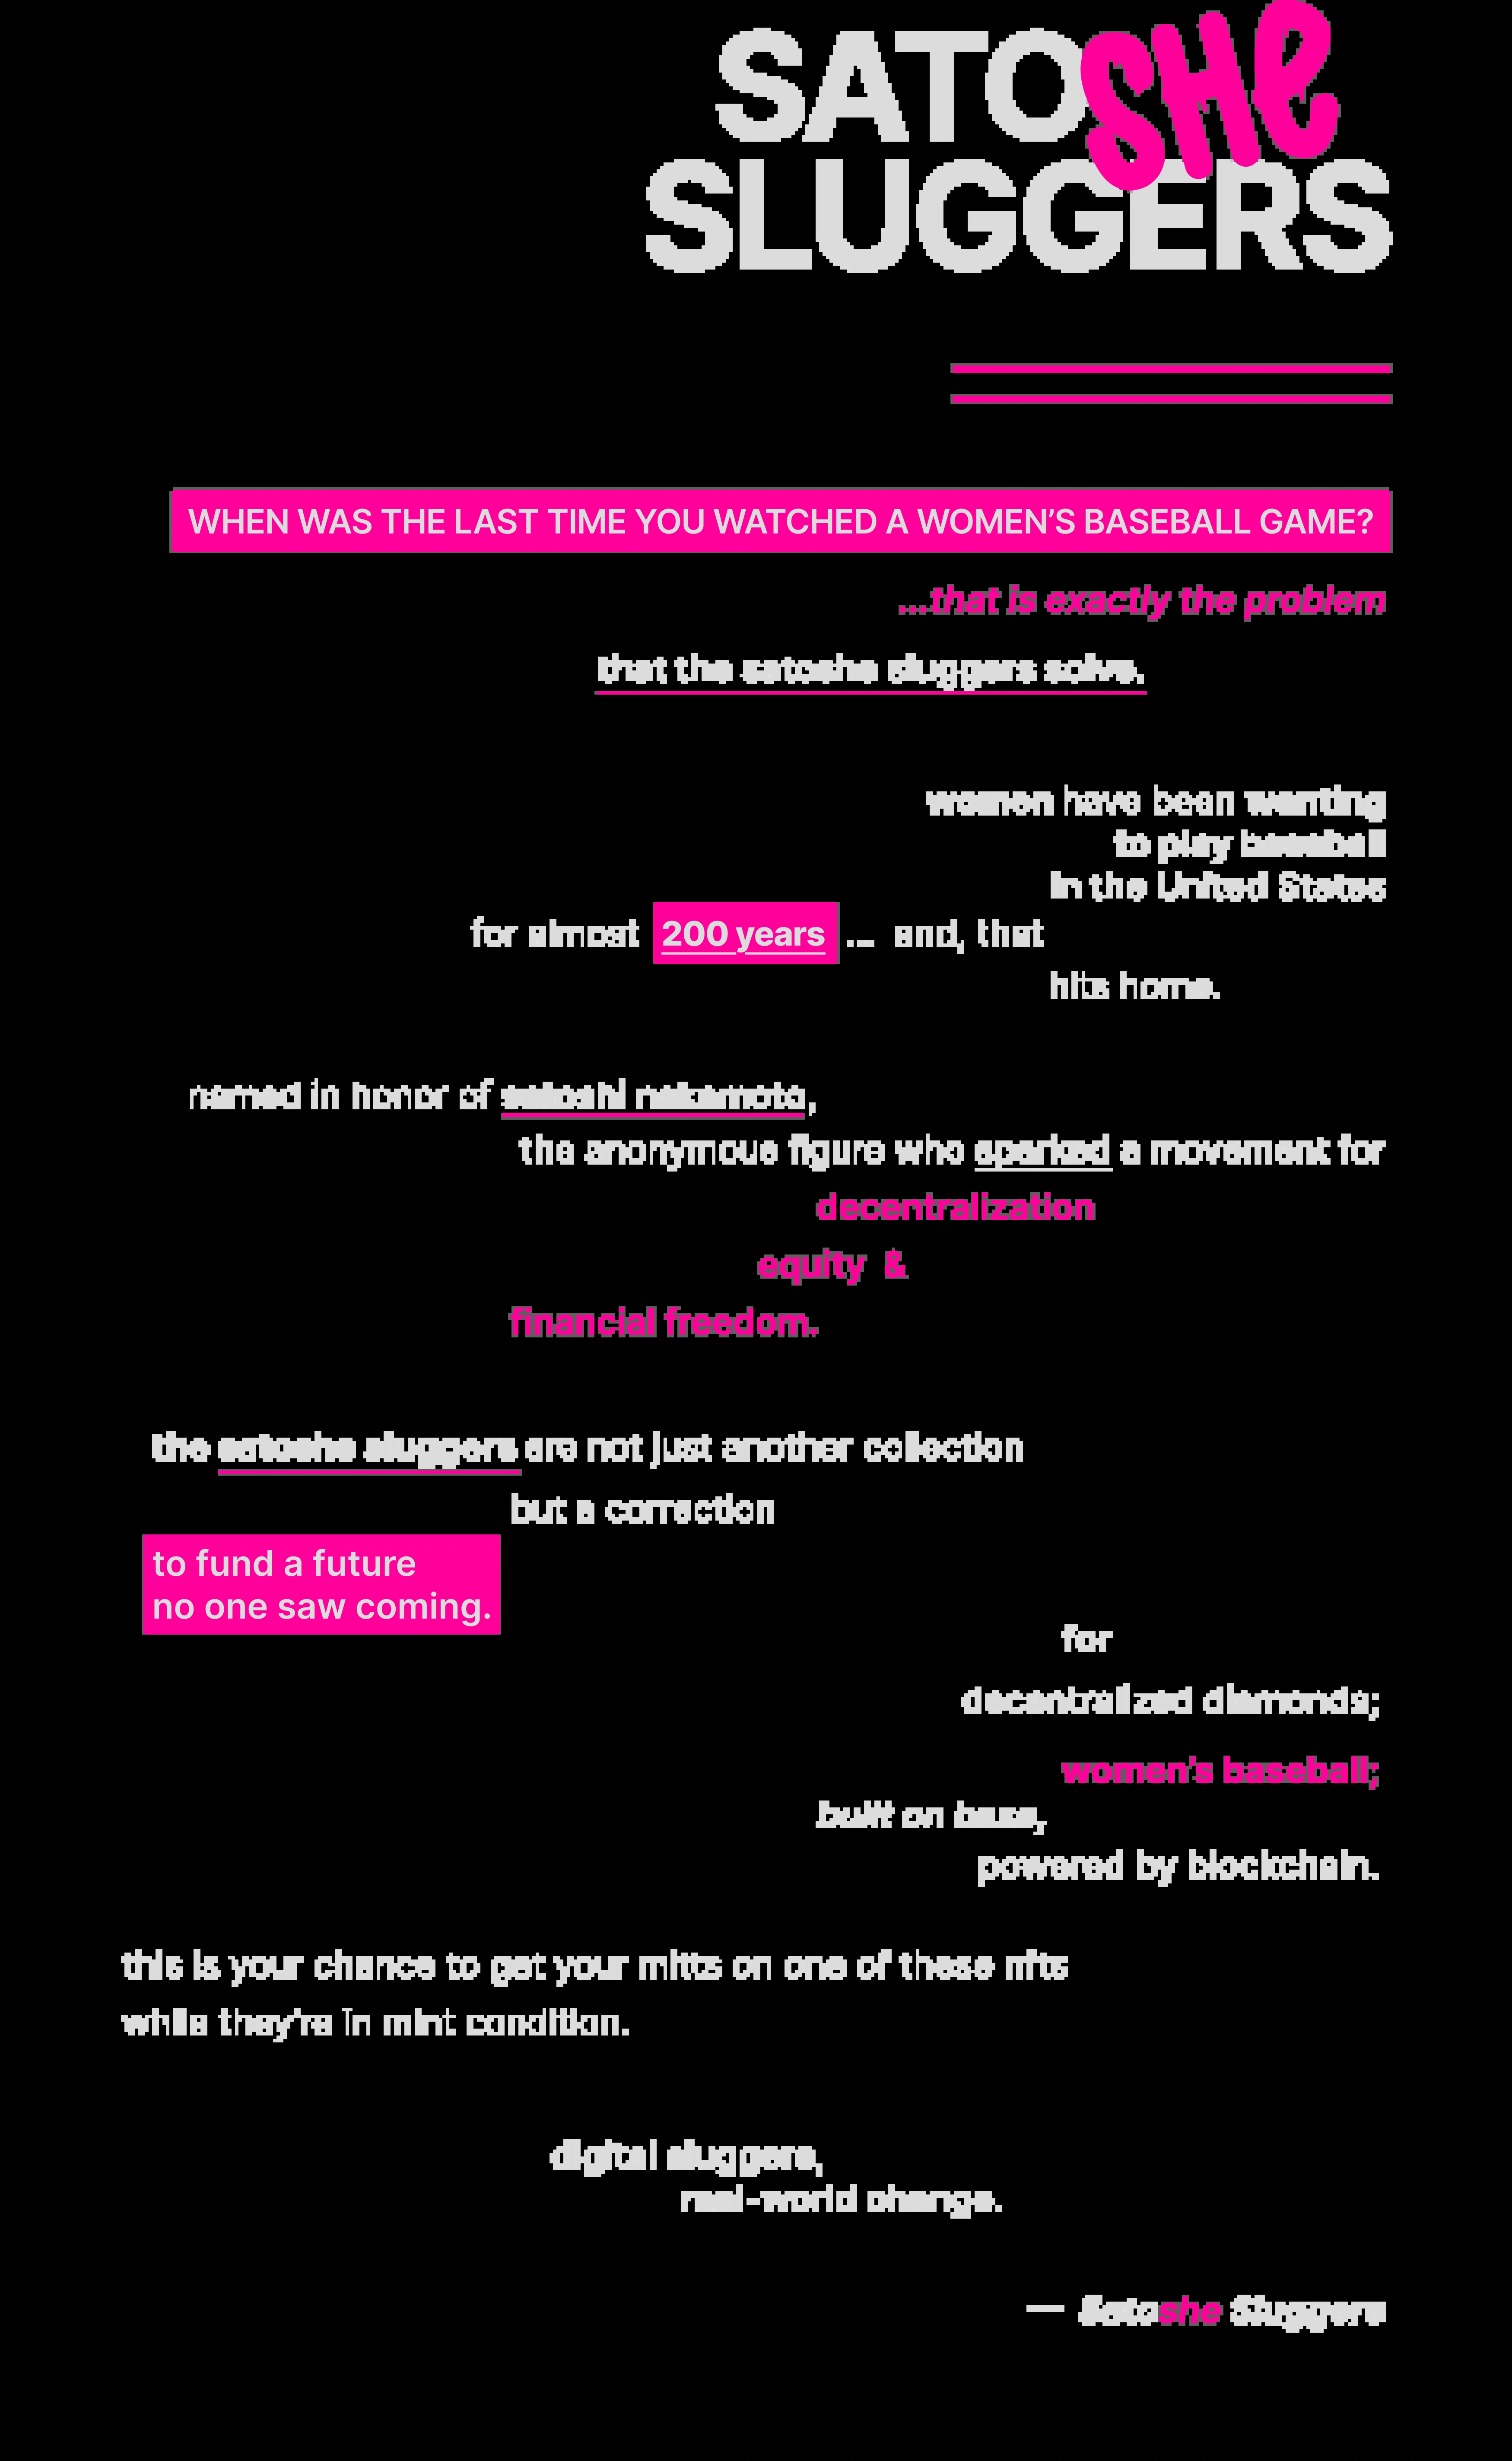 SATOSHE
SLUGGERS
WHEN WAS THE LAST TIME YOU WATCHED A WOMEN’S BASEBALL GAME?
...that is exactly the problem
that the satoshe sluggers solve.
women have been wanting
to play baseball
in the United States
for almost 200 years ... and, that
hits home.
named in honor of satoshi nakamoto,
the anonymous figure who sparked a movement for
decentralization
equity &
financial freedom.
the satoshe sluggers are not just another collection
but a correction
to fund a future
no one saw coming.
for
decentralized diamonds;
women's baseball;
built on base,
powered by blockchain.
this is your chance to get your mitts on one of these nfts
while they're in mint condition.
digital sluggers,
real-world change.
— Satoshe Sluggers